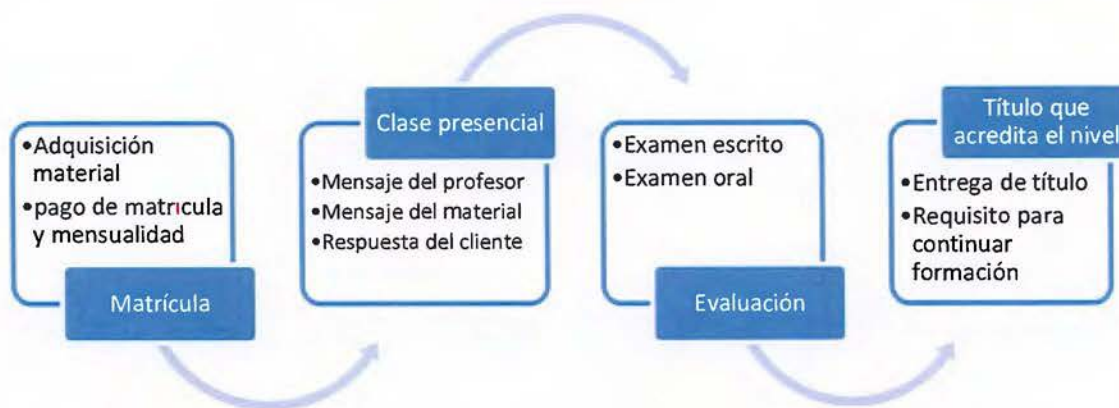 •Adquisición
material
•pago de matrícula
y mensualidad
Matrícula
Clase presencial
•Mensaje del profesor
•Mensaje del material
•Respuesta del cliente
•Examen escrito
•Examen oral
Evaluación
Título que
acredita el nivel
•Entrega de título
•Requisito para
continuar
formación